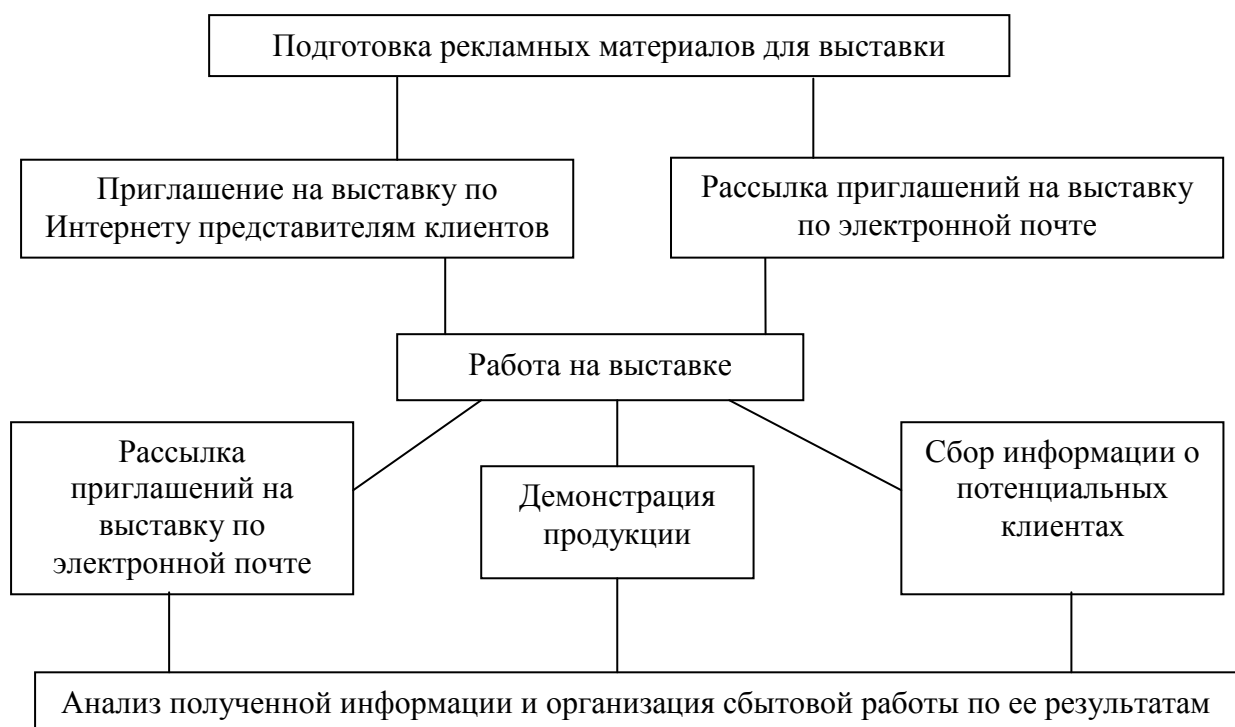 Подготовка рекламных материалов для выставки
Приглашение на выставку по
Интернету представителям клиентов
Рассылка приглашений на выставку
по электронной почте
Работа на выставке
Рассылка
приглашений на
выставку по
электронной почте
Демонстрация
продукции
Сбор информации о
потенциальных
клиентах
Анализ полученной информации и организация сбытовой работы по ее результатам